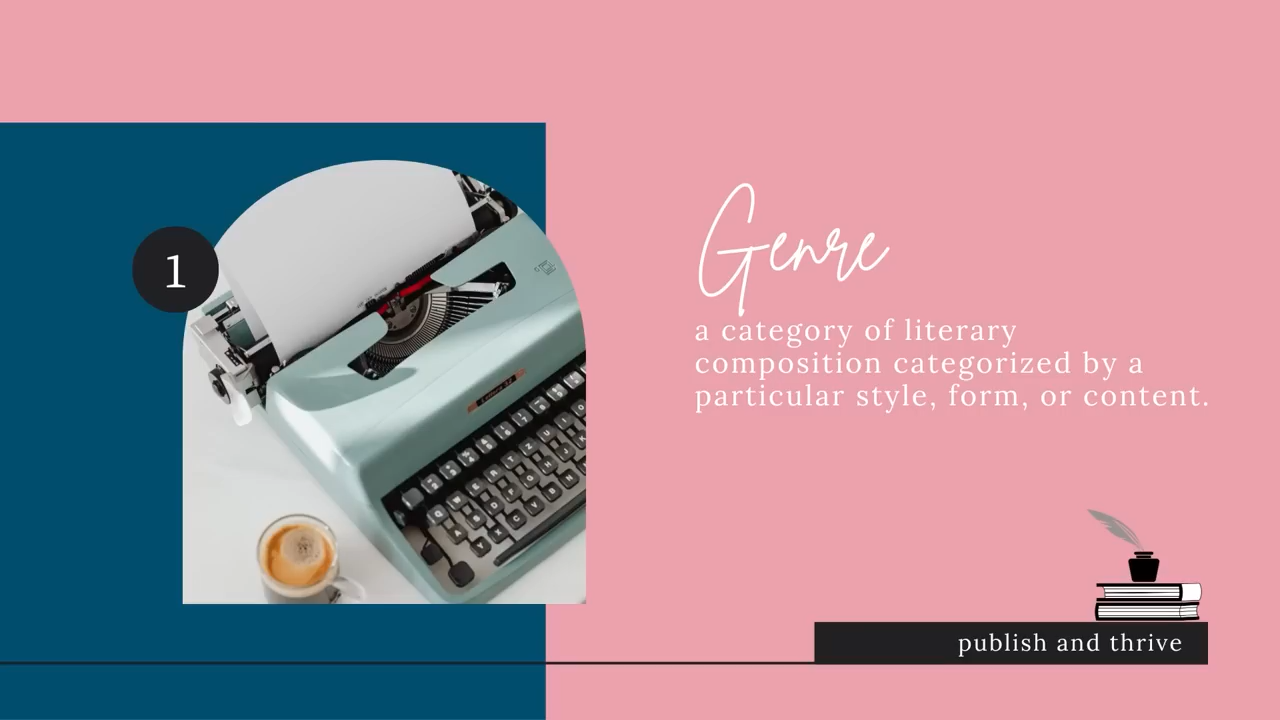 1
Genre
a category of literary
composition categorized by a
particular style, form, or content.
publish and thrive